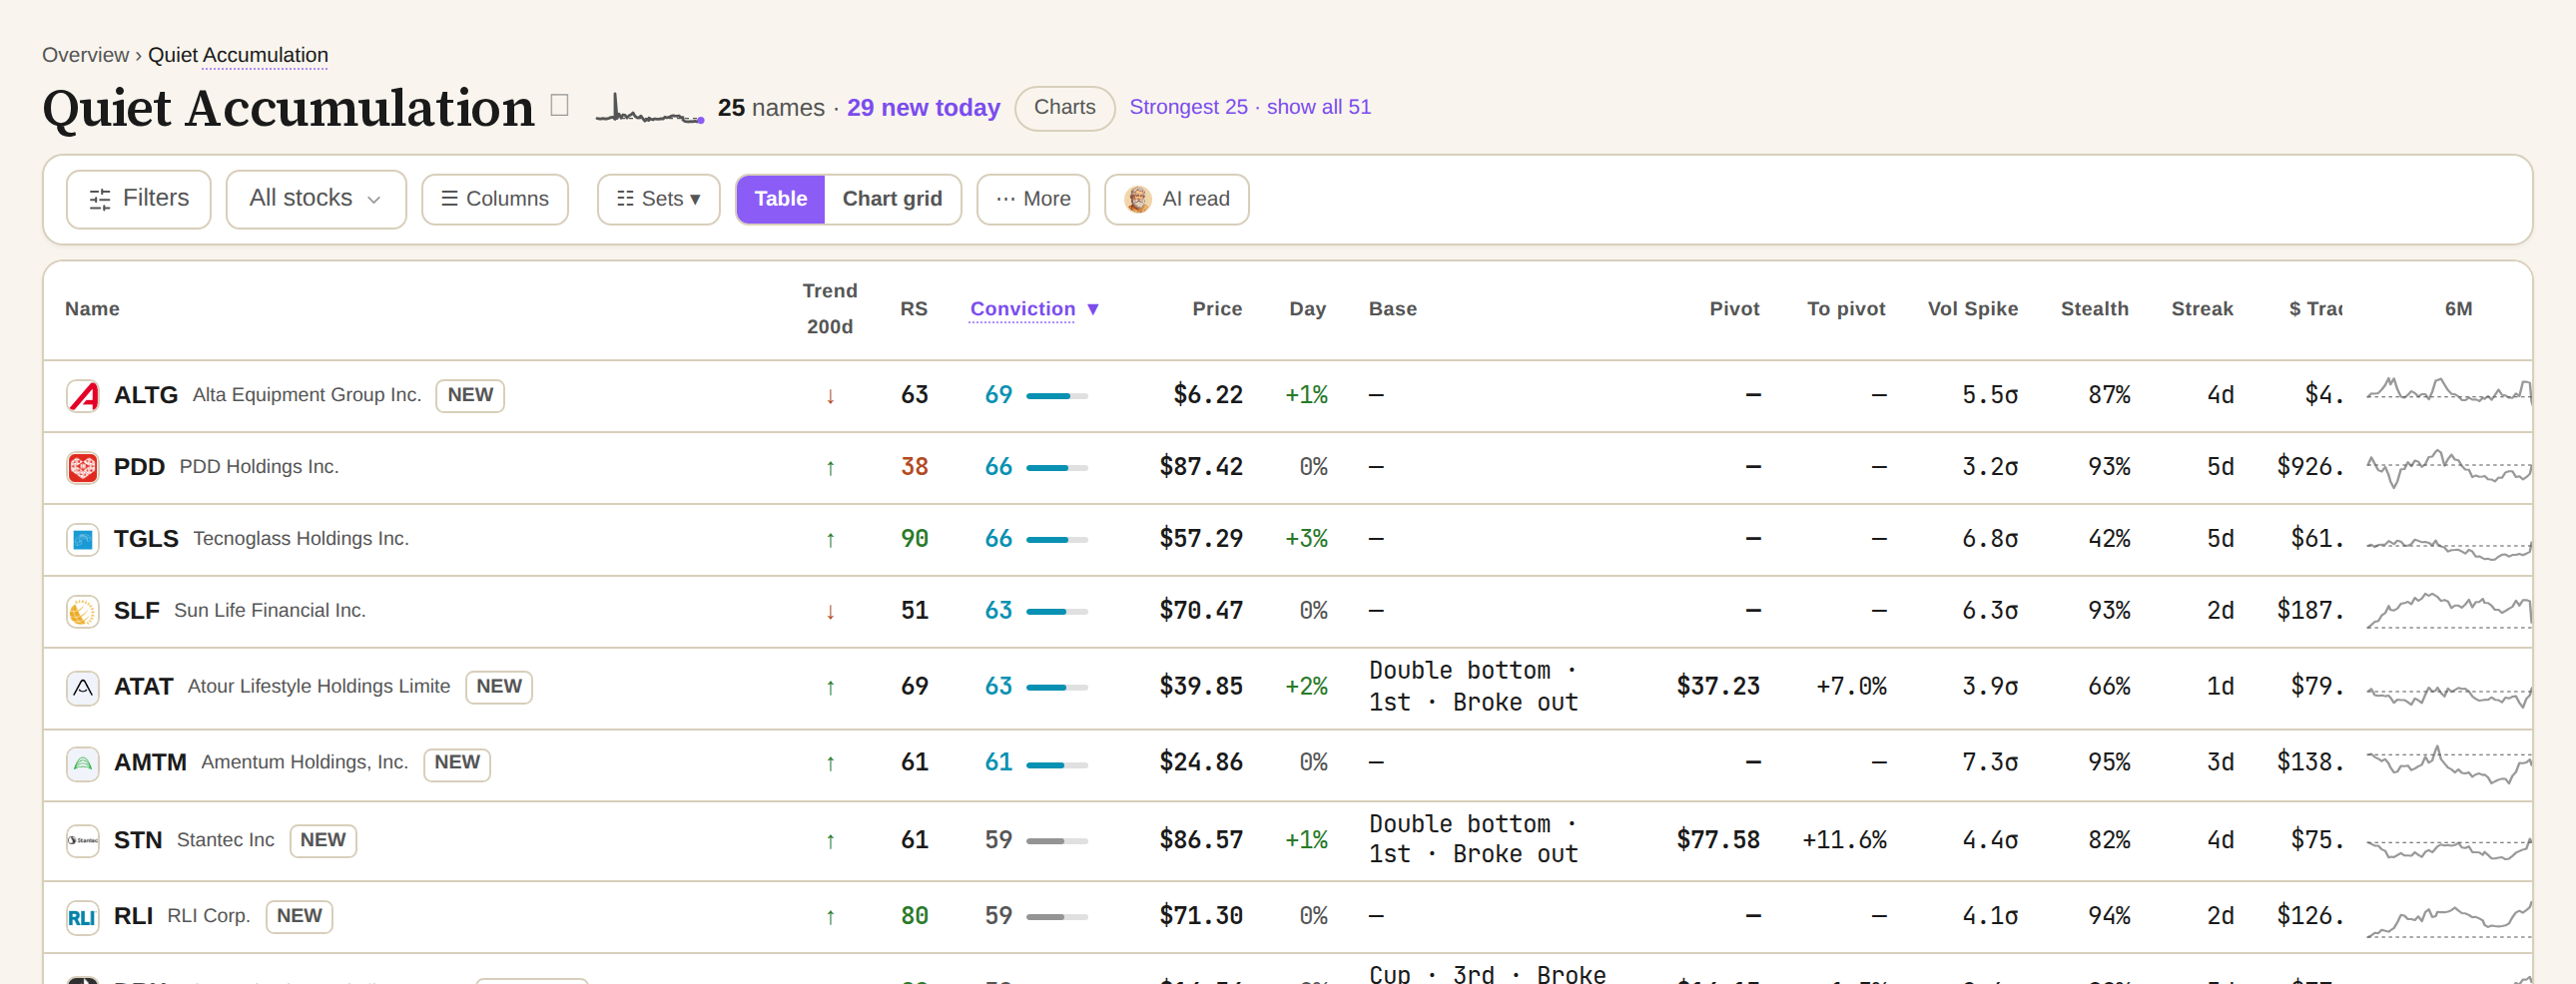 Overview › Quiet Accumulation
Quiet Accumulation 25 names · 29 new today Charts Strongest 25 · show all 51
Filters All stocks Columns Sets ▾ Table Chart grid ⋯ More AI read
Name Trend 200d RS Conviction ▼ Price Day Base Pivot To pivot Vol Spike Stealth Streak $ Trad 6M
ALTG Alta Equipment Group Inc. NEW ↓ 63 69 $6.22 +1% — — — 5.5σ 87% 4d $4.
PDD PDD Holdings Inc. ↑ 38 66 $87.42 0% — — — 3.2σ 93% 5d $926.
TGLS Tecnoglass Holdings Inc. ↑ 90 66 $57.29 +3% — — — 6.8σ 42% 5d $61.
SLF Sun Life Financial Inc. ↓ 51 63 $70.47 0% — — — 6.3σ 93% 2d $187.
ATAT Atour Lifestyle Holdings Limite NEW ↑ 69 63 $39.85 +2% Double bottom · 1st · Broke out $37.23 +7.0% 3.9σ 66% 1d $79.
AMTM Amentum Holdings, Inc. NEW ↑ 61 61 $24.86 0% — — — 7.3σ 95% 3d $138.
Stantec STN Stantec Inc NEW ↑ 61 59 $86.57 +1% Double bottom · 1st · Broke out $77.58 +11.6% 4.4σ 82% 4d $75.
RLI RLI RLI Corp. NEW ↑ 80 59 $71.30 0% — — — 4.1σ 94% 2d $126.
Cup · 3rd · Broke